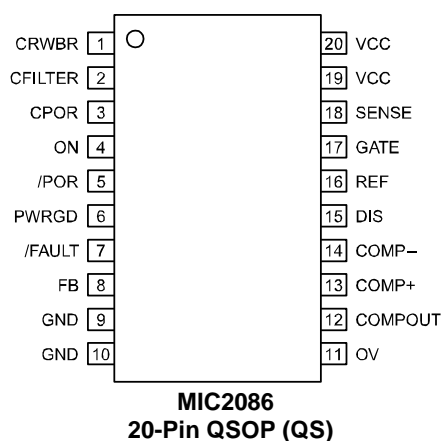 CRWBR 1 20 VCC
CFILTER 2 19 VCC
CPOR 3 18 SENSE
ON 4 17 GATE
/POR 5 16 REF
PWRGD 6 15 DIS
/FAULT 7 14 COMP−
FB 8 13 COMP+
GND 9 12 COMPOUT
GND 10 11 OV
MIC2086
20-Pin QSOP (QS)